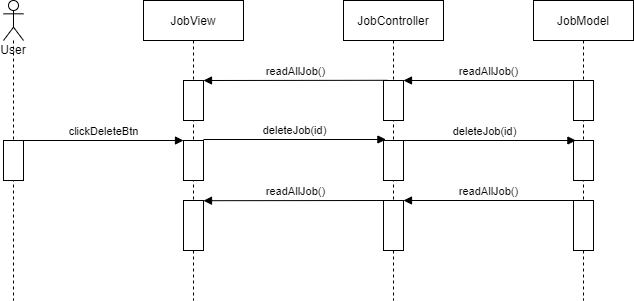 JobView
JobController
JobModel
User
readAllJob()
readAllJob()
clickDeleteBtn
deleteJob(id)
deleteJob(id)
readAllJob()
readAllJob()